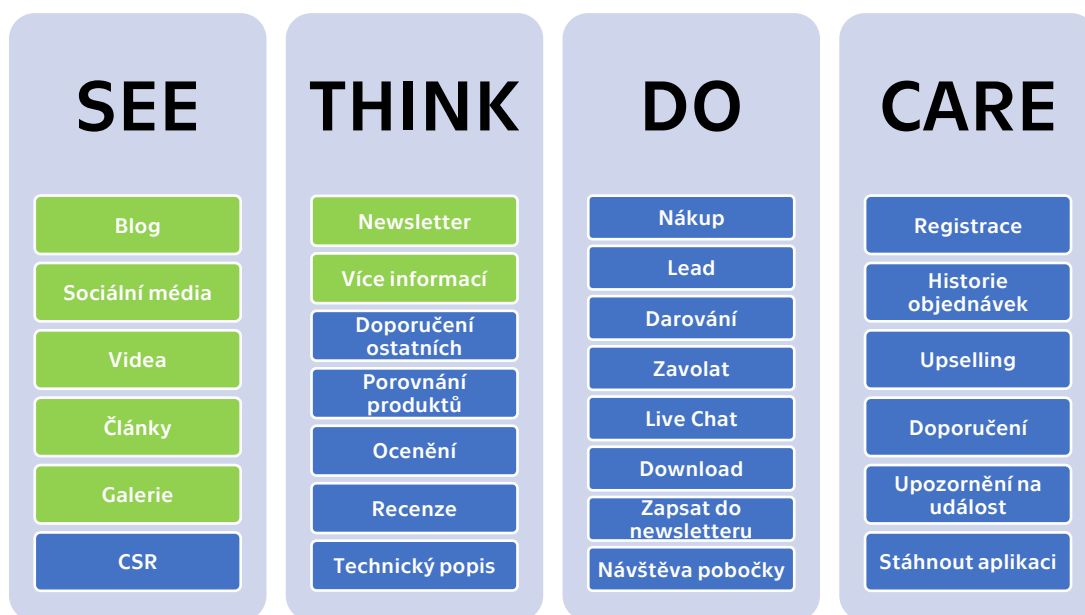 SEE
Blog
Sociální média
Videa
Články
Galerie
CSR
THINK
Newsletter
Více informací
Doporučení
ostatních
Porovnání
produktů
Ocenění
Recenze
Technický popis
DO
Nákup
Lead
Darování
Zavolat
Live Chat
Download
Zapsat do
newsletteru
Návštěva pobočky
CARE
Registrace
Historie
objednávek
Upselling
Doporučení
Upozornění na
událost
Stáhnout aplikaci